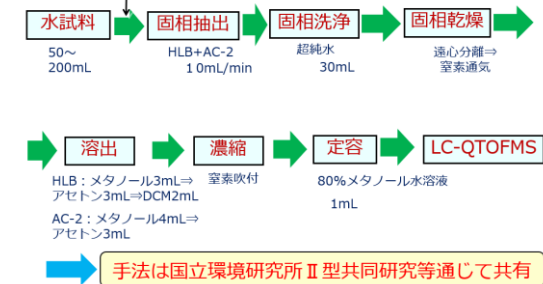 水試料
固相抽出
固相洗浄
固相乾燥
50～
200mL
HLB+AC-2
10mL/min
超純水
30mL
遠心分離⇒
窒素通気
溶出
濃縮
定容
LC-QTOFMS
HLB：メタノール3mL⇒
アセトン3mL⇒DCM2mL
AC-2：メタノール4mL⇒
アセトン3mL
窒素吹付
80%メタノール水溶液
1mL
手法は国立環境研究所Ⅱ型共同研究等通じて共有